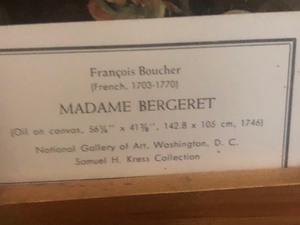 François Boucher
(French, 1703-1770)
MADAME BERGERET
(Oil on canvas, 56¼" x 41⅜", 142.8 x 105 cm, 1746)
National Gallery of Art, Washington, D. C.
Samuel H. Kress Collection